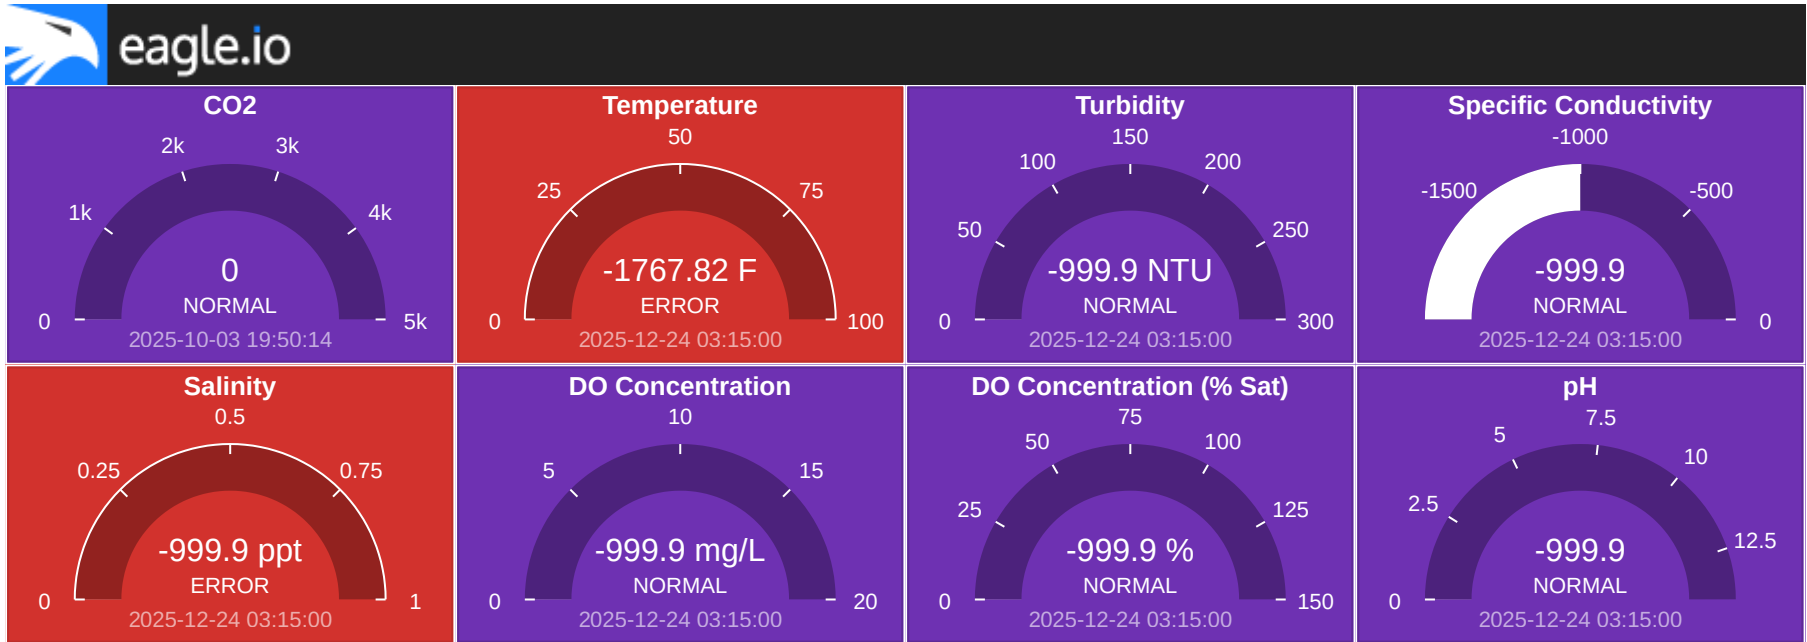 eagle.io
CO2
2k
3k
1k
4k
0
NORMAL
0
5k
2025-10-03 19:50:14
Temperature
50
25
75
-1767.82 F
ERROR
0
100
2025-12-24 03:15:00
Turbidity
150
100
200
50
250
-999.9 NTU
NORMAL
0
300
2025-12-24 03:15:00
Specific Conductivity
-1000
-1500
-500
-999.9
NORMAL
0
2025-12-24 03:15:00
Salinity
0.5
0.25
0.75
-999.9 ppt
ERROR
0
1
2025-12-24 03:15:00
DO Concentration
10
5
15
-999.9 mg/L
NORMAL
0
20
2025-12-24 03:15:00
DO Concentration (% Sat)
75
50
100
25
125
-999.9 %
NORMAL
0
150
2025-12-24 03:15:00
pH
7.5
5
10
2.5
12.5
-999.9
NORMAL
0
2025-12-24 03:15:00